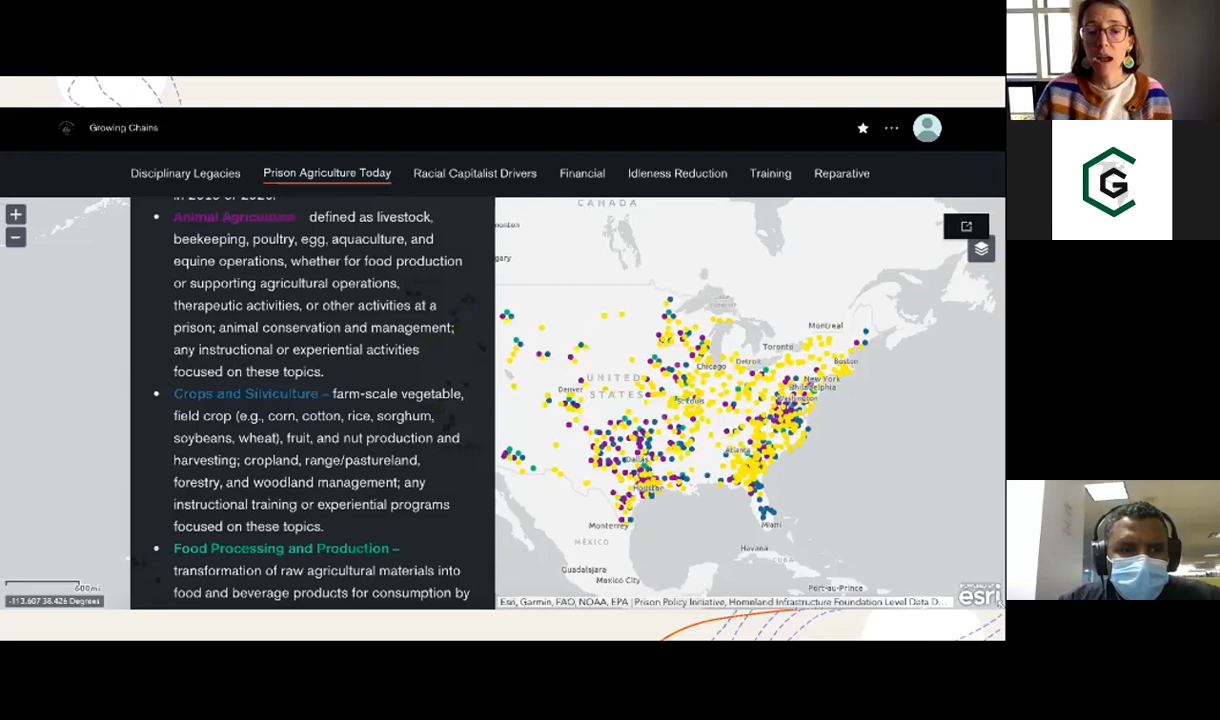 Growing Chains
Disciplinary Legacies
Prison Agriculture Today
Racial Capitalist Drivers
Financial
Idleness Reduction
Training
Reparative
Animal Agriculture – defined as livestock,
beekeeping, poultry, egg, aquaculture, and
equine operations, whether for food production
or supporting agricultural operations,
therapeutic activities, or other activities at a
prison; animal conservation and management;
any instructional or experiential activities
focused on these topics.
Crops and Silviculture – farm-scale vegetable,
field crop (e.g., corn, cotton, rice, sorghum,
soybeans, wheat), fruit, and nut production and
harvesting; cropland, range/pastureland,
forestry, and woodland management; any
instructional training or experiential programs
focused on these topics.
Food Processing and Production –
transformation of raw agricultural materials into
food and beverage products for consumption by
CANADA
monton
gary
Montreal
Toronto
Boston
Detroit
Chicago
New York
Philadelphia
UNITED
STATES
Denver
St Louis
Washington
Atlanta
Dallas
Houston
Monterrey
Miami
MÉXICO
Havana
CUBA
Guadalajara
Mexico City
Port-au-Prince
600mi
-113.607 38.426 Degrees
Esri, Garmin, FAO, NOAA, EPA | Prison Policy Initiative, Homeland Infrastructure Foundation Level Data D...
POWERED BY
esri
G